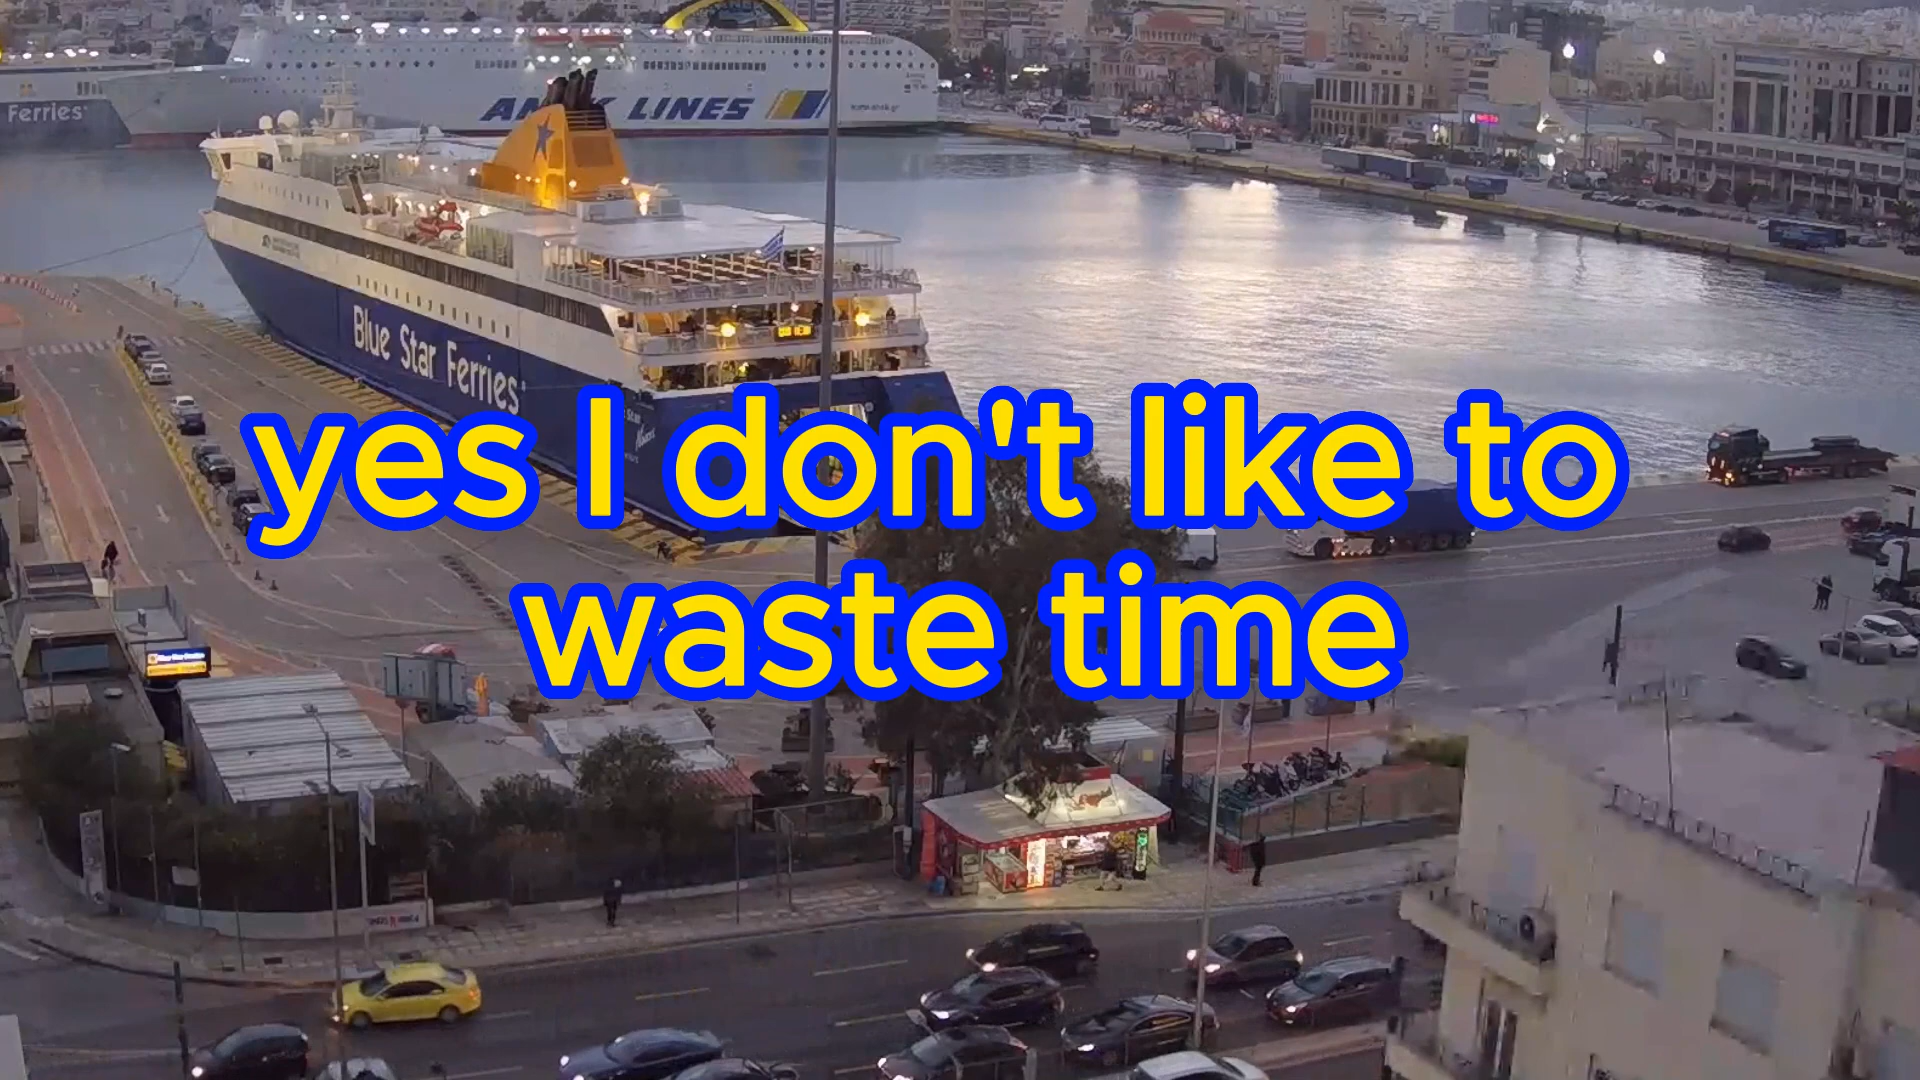 Ferries
LINES
Blue Star Ferries
yes I don't like to
waste time